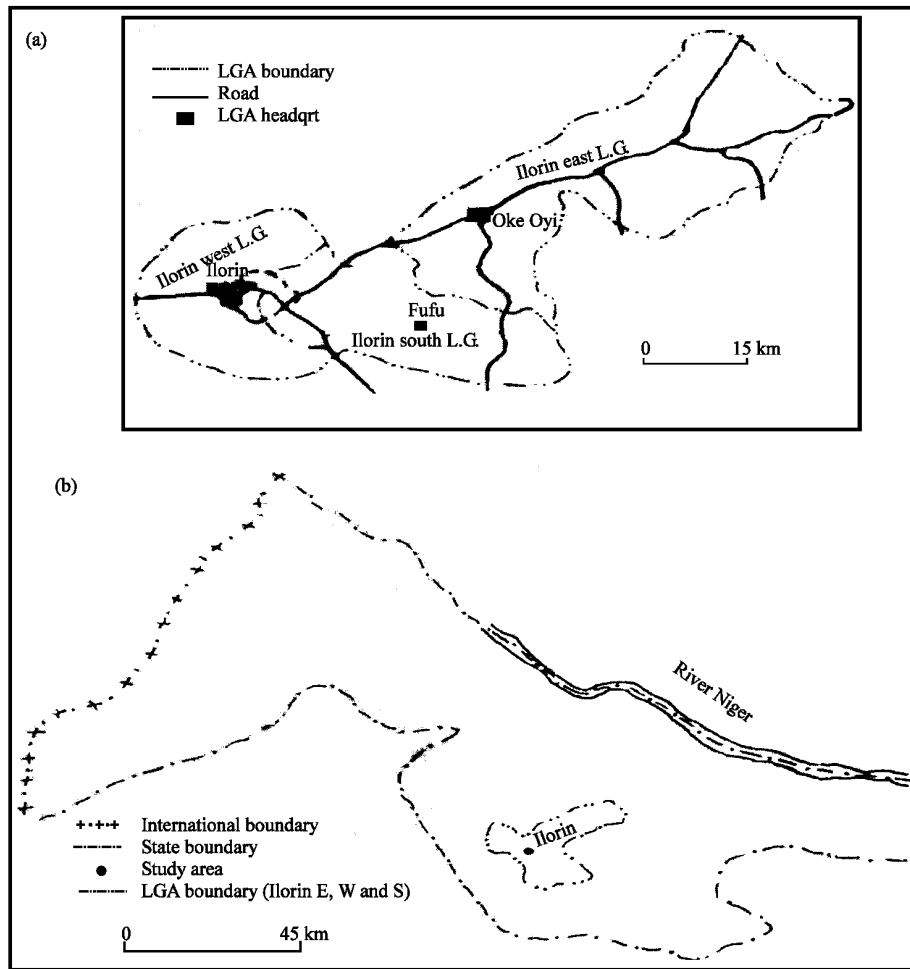 (a)
LGA boundary
Road
LGA headqrt
Ilorin east L.G.
Oke Oyi
Ilorin west L.G.
Ilorin
Fufu
Ilorin south L.G.
0 15 km
(b)
River Niger
Ilorin
International boundary
State boundary
Study area
LGA boundary (Ilorin E, W and S)
0 45 km